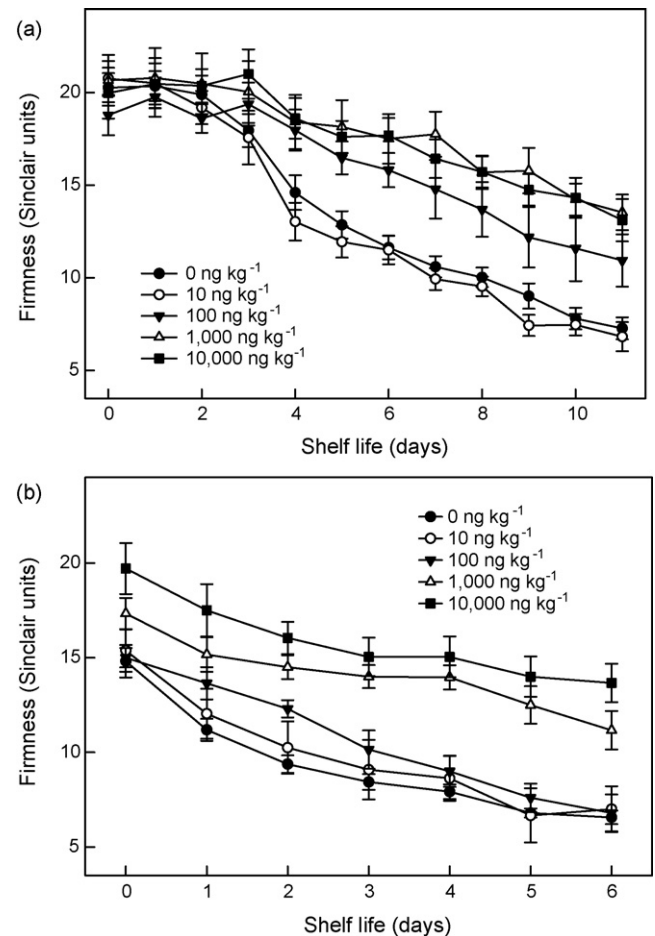 (a)
20
15
10
5
Firmness (Sinclair units)
0 ng kg⁻¹
10 ng kg⁻¹
100 ng kg⁻¹
1,000 ng kg⁻¹
10,000 ng kg⁻¹
0 2 4 6 8 10
Shelf life (days)
(b)
20
15
10
5
Firmness (Sinclair units)
0 ng kg⁻¹
10 ng kg⁻¹
100 ng kg⁻¹
1,000 ng kg⁻¹
10,000 ng kg⁻¹
0 1 2 3 4 5 6
Shelf life (days)